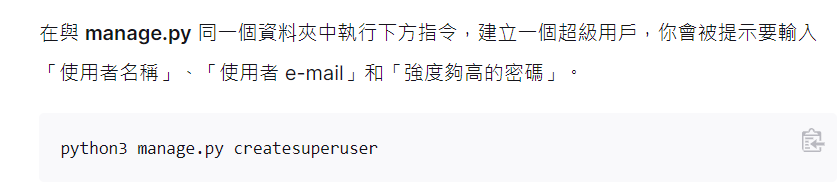 在與 manage.py 同一個資料夾中執行下方指令，建立一個超級用戶，你會被提示要輸入
「使用者名稱」、「使用者 e-mail」和「強度夠高的密碼」。
python3 manage.py createsuperuser